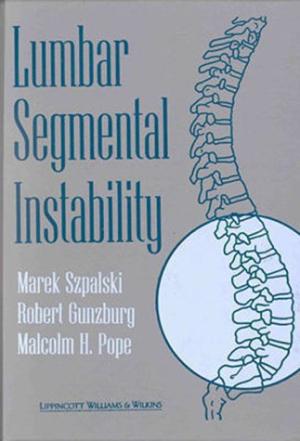 Lumbar
Segmental
Instability
Marek Szpalski
Robert Gunzburg
Malcolm H. Pope
Lippincott Williams & Wilkins